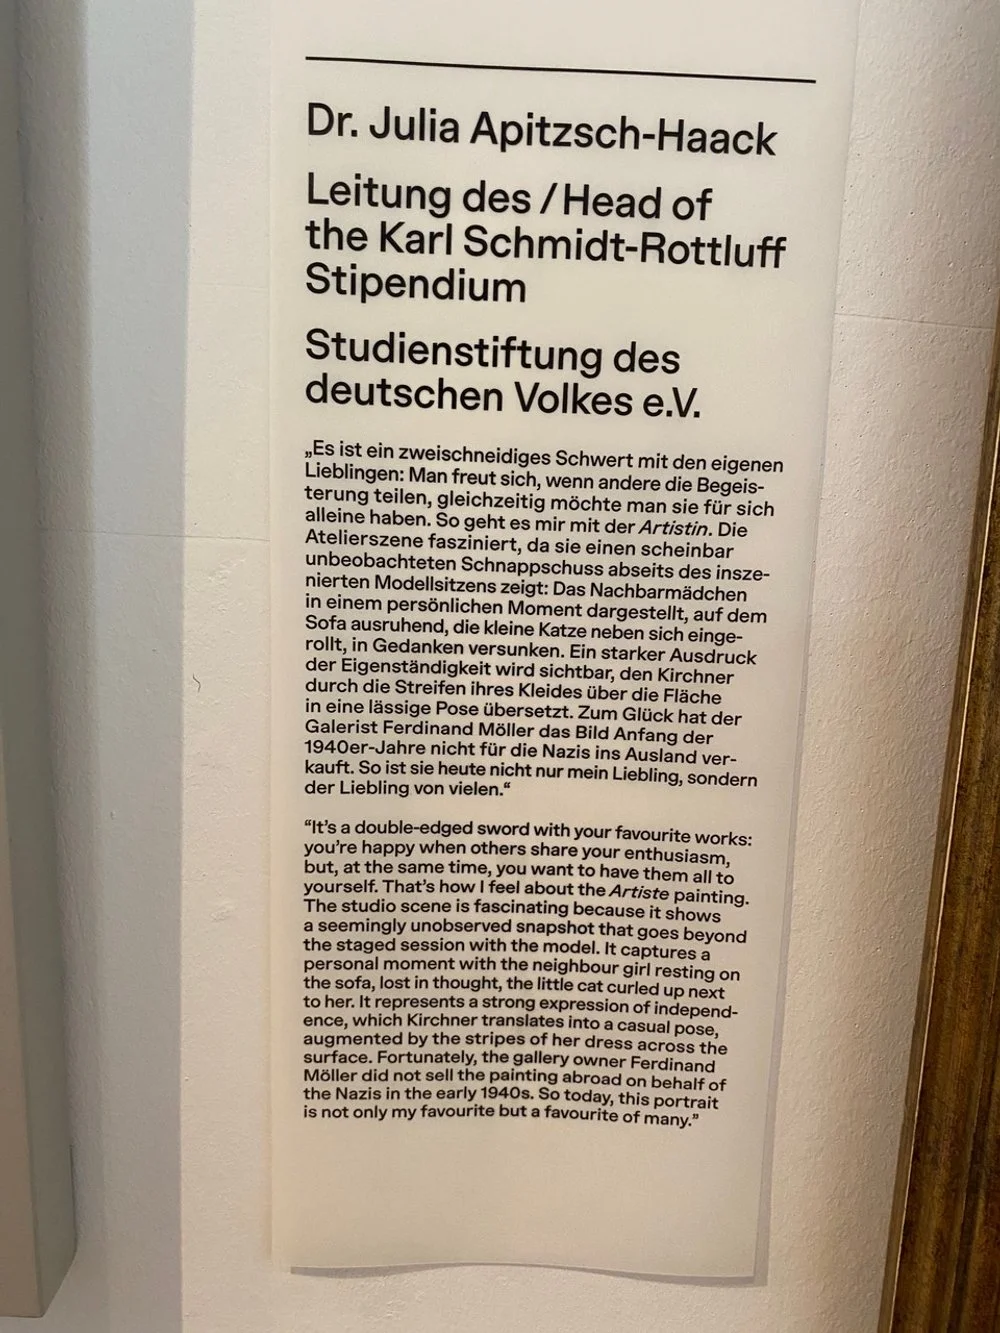 Dr. Julia Apitzsch-Haack
Leitung des / Head of
the Karl Schmidt-Rottluff
Stipendium
Studienstiftung des
deutschen Volkes e.V.
„Es ist ein zweischneidiges Schwert mit den eigenen
Lieblingen: Man freut sich, wenn andere die Begeis-
terung teilen, gleichzeitig möchte man sie für sich
alleine haben. So geht es mir mit der Artistin. Die
Atelierszene fasziniert, da sie einen scheinbar
unbeobachteten Schnappschuss abseits des insze-
nierten Modellsitzens zeigt: Das Nachbarmädchen
in einem persönlichen Moment dargestellt, auf dem
Sofa ausruhend, die kleine Katze neben sich einge-
rollt, in Gedanken versunken. Ein starker Ausdruck
der Eigenständigkeit wird sichtbar, den Kirchner
durch die Streifen ihres Kleides über die Fläche
in eine lässige Pose übersetzt. Zum Glück hat der
Galerist Ferdinand Möller das Bild Anfang der
1940er-Jahre nicht für die Nazis ins Ausland ver-
kauft. So ist sie heute nicht nur mein Liebling, sondern
der Liebling von vielen.“
“It’s a double-edged sword with your favourite works:
you’re happy when others share your enthusiasm,
but, at the same time, you want to have them all to
yourself. That’s how I feel about the Artiste painting.
The studio scene is fascinating because it shows
a seemingly unobserved snapshot that goes beyond
the staged session with the model. It captures a
personal moment with the neighbour girl resting on
the sofa, lost in thought, the little cat curled up next
to her. It represents a strong expression of independ-
ence, which Kirchner translates into a casual pose,
augmented by the stripes of her dress across the
surface. Fortunately, the gallery owner Ferdinand
Möller did not sell the painting abroad on behalf of
the Nazis in the early 1940s. So today, this portrait
is not only my favourite but a favourite of many.”